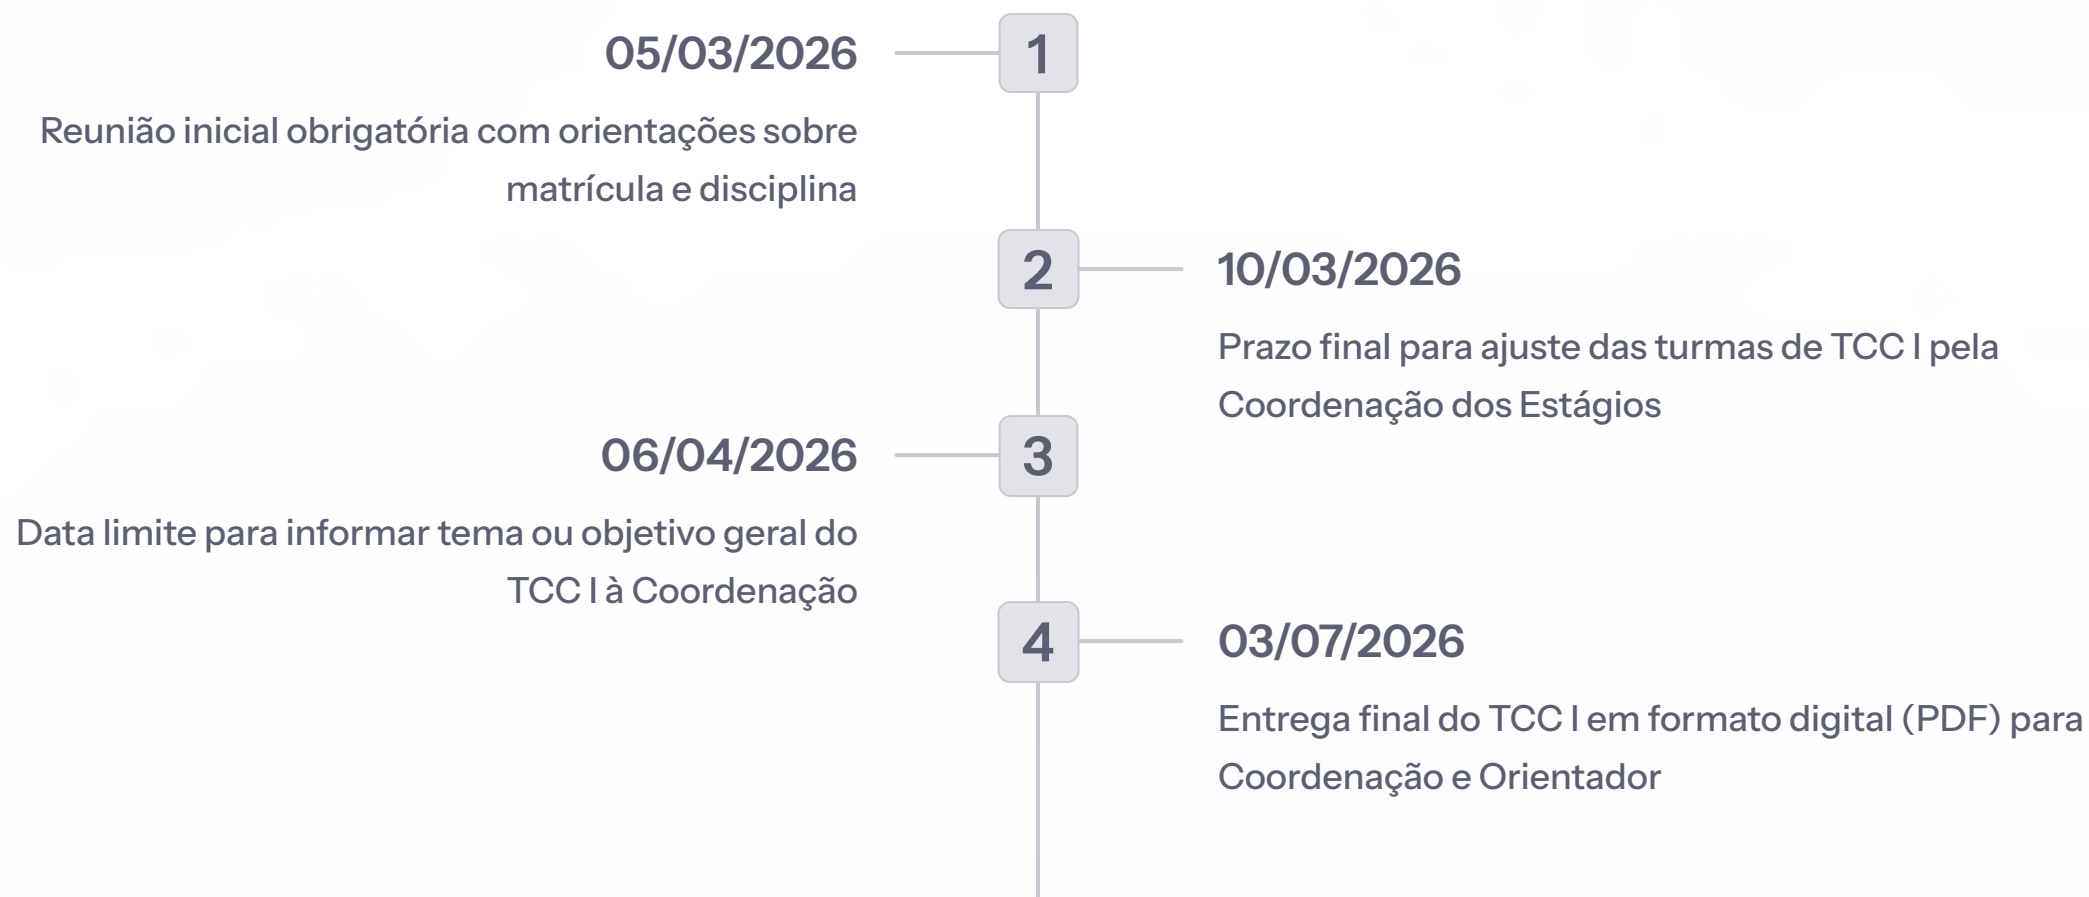 1
05/03/2026
Reunião inicial obrigatória com orientações sobre
matrícula e disciplina
2
10/03/2026
Prazo final para ajuste das turmas de TCC I pela
Coordenação dos Estágios
3
06/04/2026
Data limite para informar tema ou objetivo geral do
TCC I à Coordenação
4
03/07/2026
Entrega final do TCC I em formato digital (PDF) para
Coordenação e Orientador